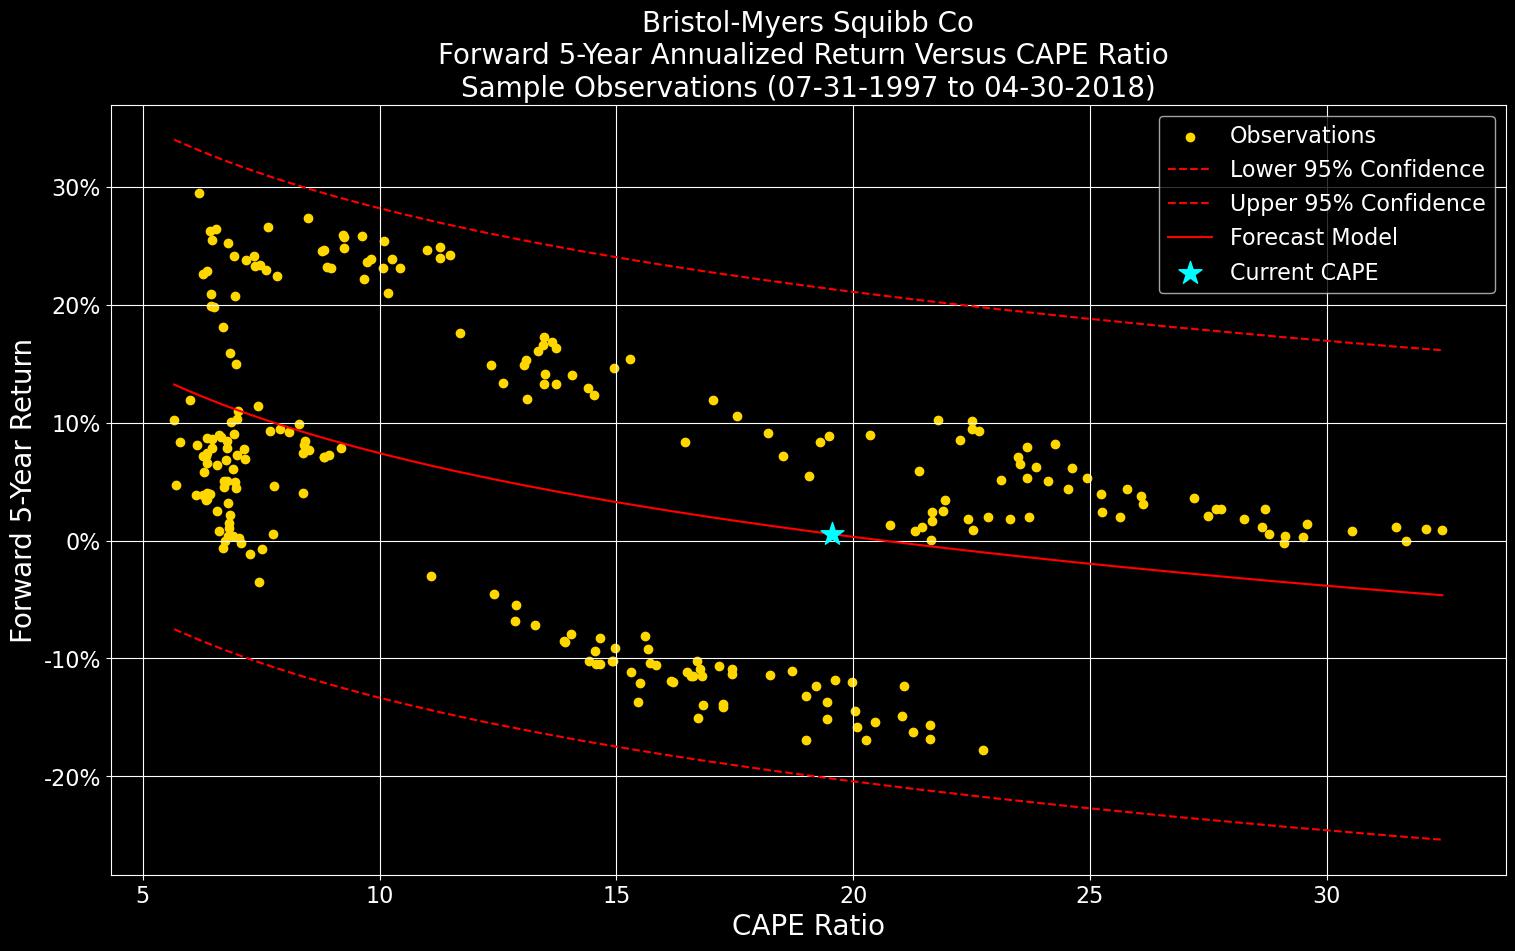 Bristol-Myers Squibb Co
Forward 5-Year Annualized Return Versus CAPE Ratio
Sample Observations (07-31-1997 to 04-30-2018)
Observations
Lower 95% Confidence
Upper 95% Confidence
Forecast Model
Current CAPE
Forward 5-Year Return
30%
20%
10%
0%
-10%
-20%
5 10 15 20 25 30
CAPE Ratio